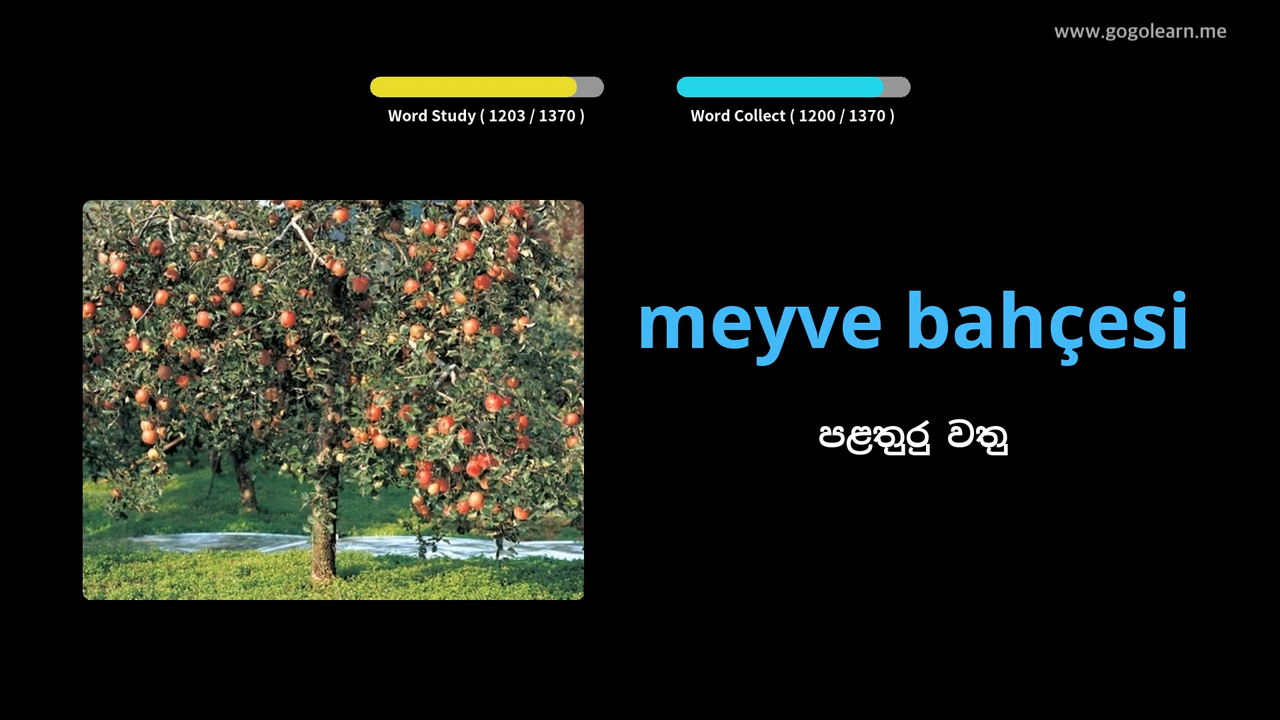 www.gogolearn.me
Word Study ( 1203 / 1370 )
Word Collect ( 1200 / 1370 )
meyve bahçesi
පළතුරු වතු